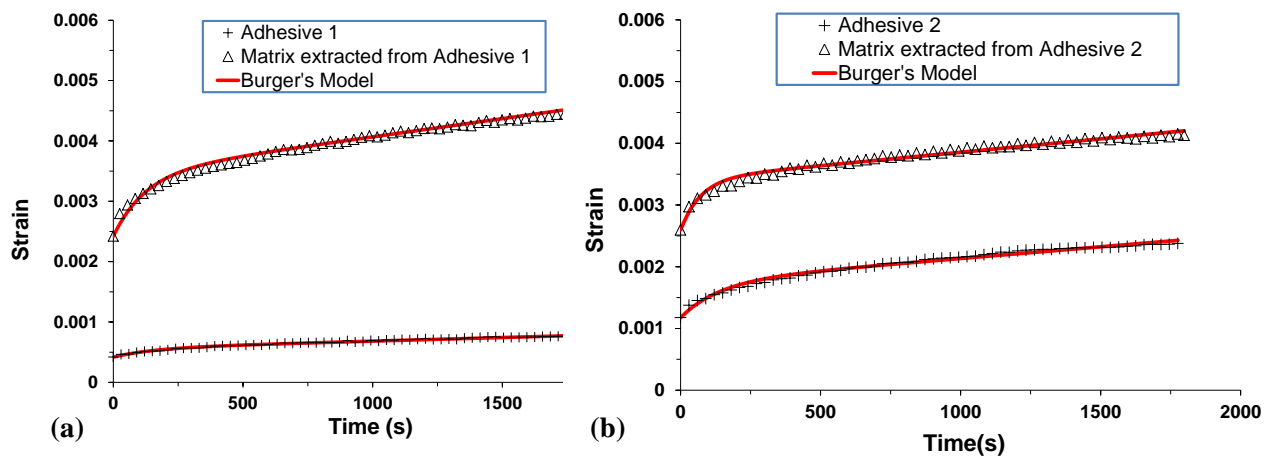 0.006
0.005
0.004
0.003
0.002
0.001
0
Strain
Adhesive 1
Matrix extracted from Adhesive 1
Burger's Model
0
500
1000
1500
Time (s)
(a)
0.006
0.005
0.004
0.003
0.002
0.001
0
Strain
Adhesive 2
Matrix extracted from Adhesive 2
Burger's Model
0
500
1000
1500
2000
Time(s)
(b)